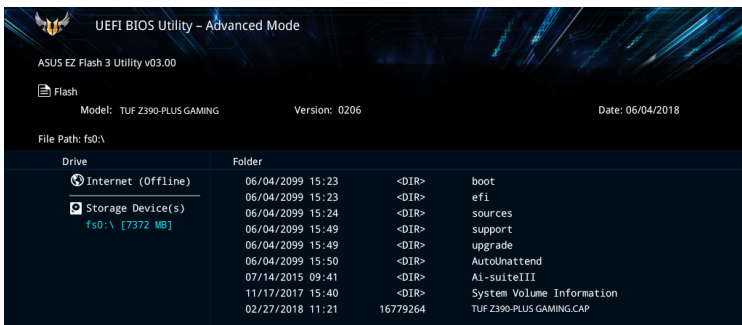 UEFI BIOS Utility – Advanced Mode
ASUS EZ Flash 3 Utility v03.00
Flash
Model: TUF Z390-PLUS GAMING Version: 0206 Date: 06/04/2018
File Path: fs0:\
Drive Folder
Internet (Offline) 06/04/2099 15:23 <DIR> boot
06/04/2099 15:23 <DIR> efi
Storage Device(s) 06/04/2099 15:24 <DIR> sources
fs0:\ [7372 MB] 06/04/2099 15:49 <DIR> support
06/04/2099 15:49 <DIR> upgrade
06/04/2099 15:50 <DIR> AutoUnattend
07/14/2015 09:41 <DIR> Ai-suiteIII
11/17/2017 15:40 <DIR> System Volume Information
02/27/2018 11:21 16779264 TUF Z390-PLUS GAMING.CAP